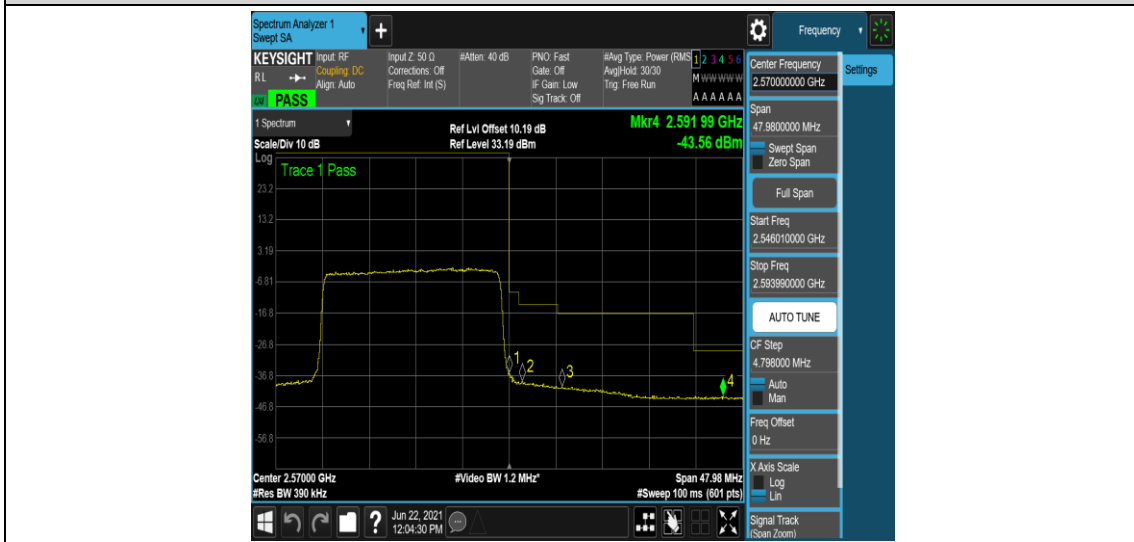 Spectrum Analyzer 1
Swept SA
+
Frequency
KEYSIGHT
R L
PASS
Input: RF
Coupling: DC
Align: Auto
Input Z: 50 Ω
Corrections: Off
Freq Ref: Int (S)
#Atten: 40 dB
PNO: Fast
Gate: Off
IF Gain: Low
Sig Track: Off
#Avg Type: Power (RMS
Avg|Hold: 30/30
Trig: Free Run
1 2 3 4 5 6
M W W W W W
A A A A A A
Center Frequency
2.570000000 GHz
Settings
Span
47.9800000 MHz
Swept Span
Zero Span
Full Span
Start Freq
2.546010000 GHz
Stop Freq
2.593990000 GHz
AUTO TUNE
CF Step
4.798000 MHz
Auto
Man
Freq Offset
0 Hz
X Axis Scale
Log
Lin
Signal Track
(Span Zoom)
1 Spectrum
Scale/Div 10 dB
Ref Lvl Offset 10.19 dB
Ref Level 33.19 dBm
Mkr4 2.591 99 GHz
-43.56 dBm
Log
Trace 1 Pass
23.2
13.2
3.19
-6.81
-16.8
-26.8
-36.8
-46.8
-56.8
1
2
3
4
Center 2.57000 GHz
#Res BW 390 kHz
#Video BW 1.2 MHz*
Span 47.98 MHz
#Sweep 100 ms (601 pts)
?
Jun 22, 2021
12:04:30 PM